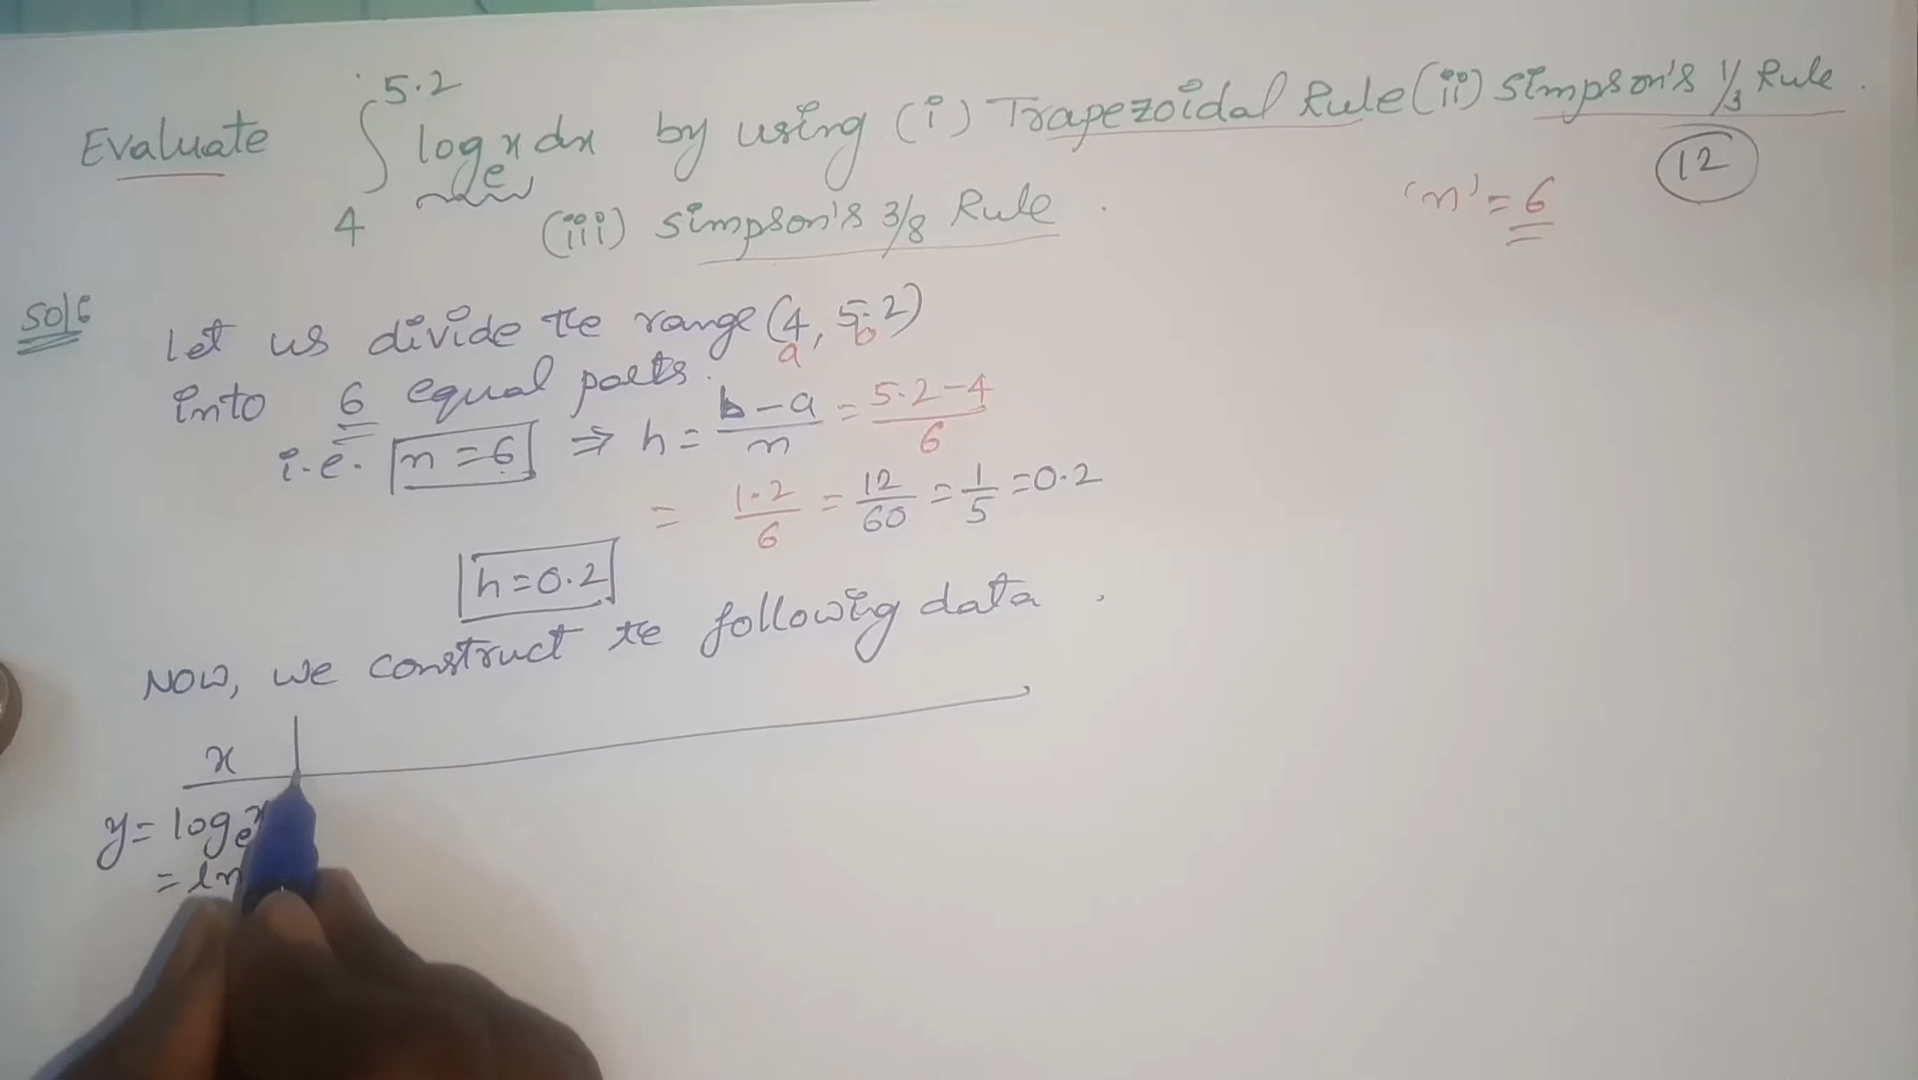 Evaluate ∫₄^5.2 logₑx dx by using (i) Trapezoidal Rule (ii) Simpson's 1/3 Rule.
(iii) Simpson's 3/8 Rule.
'n' = 6
12
Sol:
Let us divide the range (4, 5.2)
a b
into 6 equal parts.
i.e. n=6 ⇒ h = b-a/n = 5.2-4/6
= 1.2/6 = 12/60 = 1/5 = 0.2
h=0.2
Now, we construct the following data.
x
y = logₑx
= ln